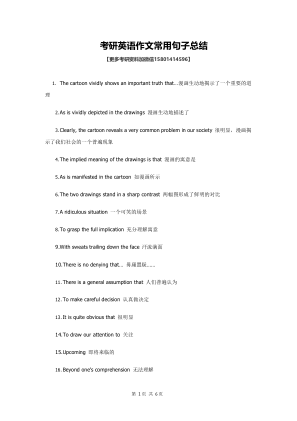 考研英语作文常用句子总结
【更多考研资料加微信15801414596】
1. The cartoon vividly shows an important truth that...漫画生动地揭示了一个重要的道
理
2.As is vividly depicted in the drawings 漫画生动地描述了
3.Clearly, the cartoon reveals a very common problem in our society 很明显，漫画揭
示了我们社会的一个普遍现象
4.The implied meaning of the drawings is that 漫画的寓意是
5.As is manifested in the cartoon 如漫画所示
6.The two drawings stand in a sharp contrast 两幅图形成了鲜明的对比
7.A ridiculous situation 一个可笑的场景
8.To grasp the full implication 充分理解寓意
9.With sweats trailing down the face 汗流满面
10.There is no denying that... 毋庸置疑……
11.There is a general assumption that 人们普遍认为
12.To make careful decision 认真做决定
13.It is quite obvious that 很明显
14.To draw our attention to 关注
15.Upcoming 即将来临的
16.Beyond one's comprehension 无法理解
第 1 页 共 6 页